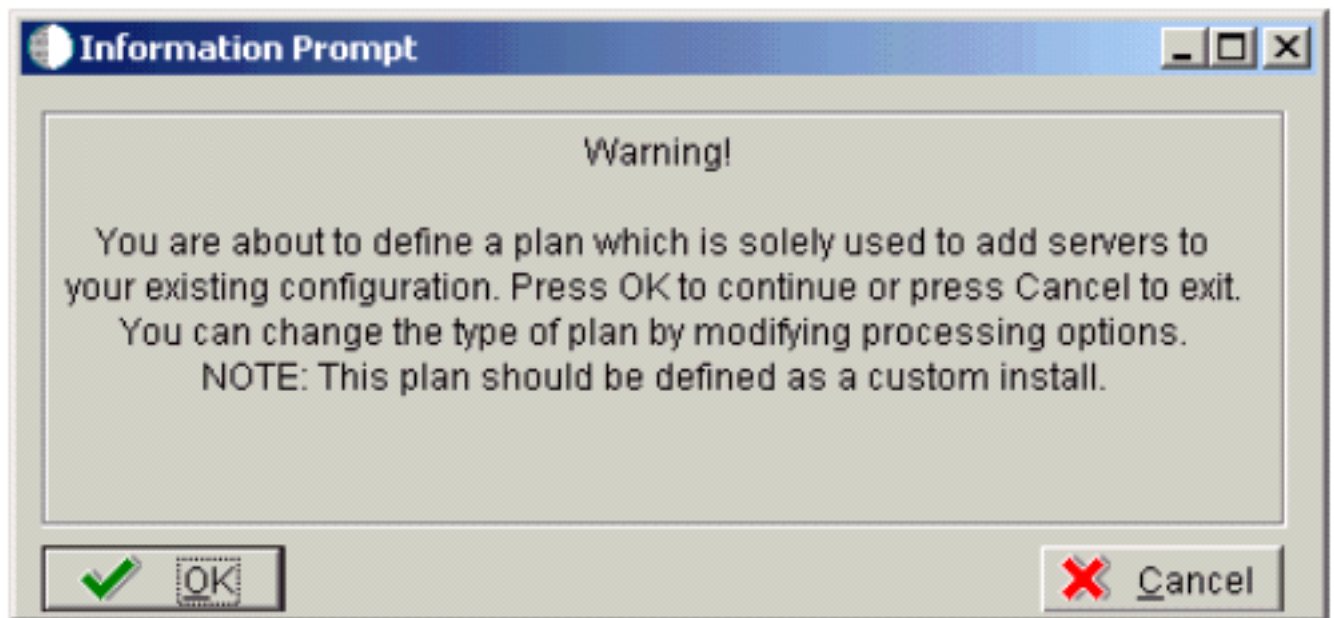 Information Prompt
Warning!
You are about to define a plan which is solely used to add servers to
your existing configuration. Press OK to continue or press Cancel to exit.
You can change the type of plan by modifying processing options.
NOTE: This plan should be defined as a custom install.
OK
Cancel